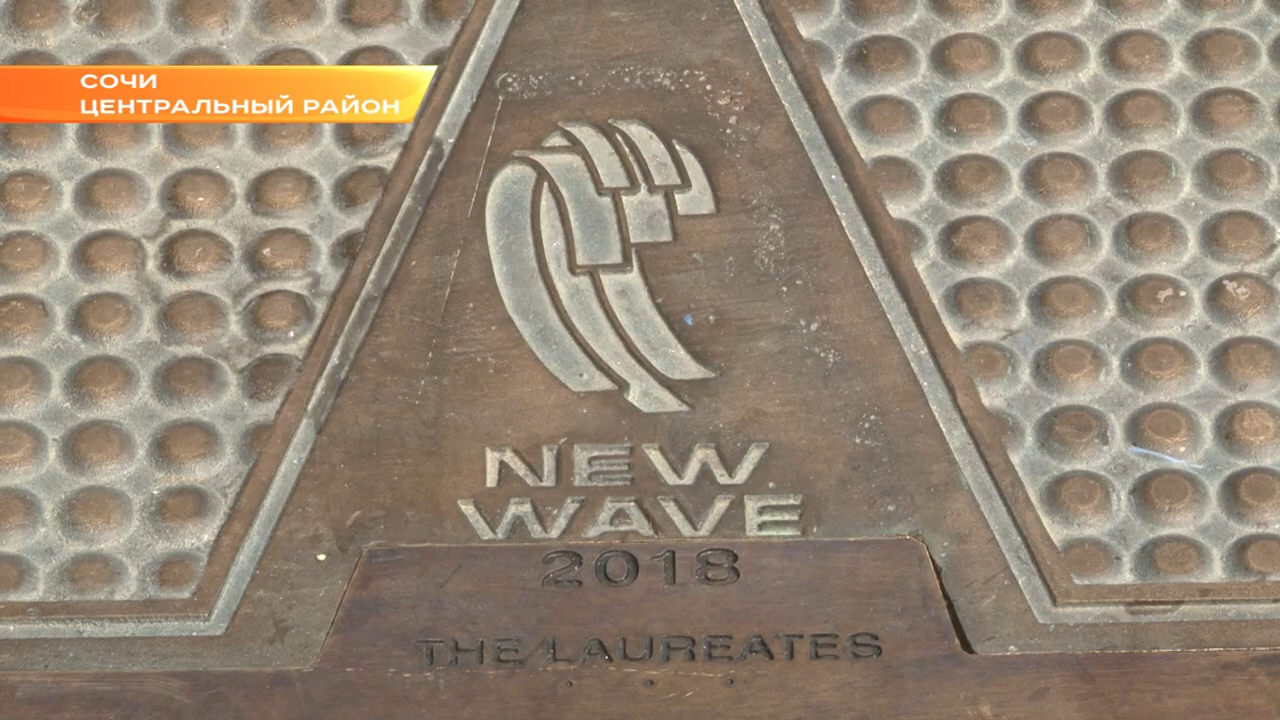 СОЧИ
ЦЕНТРАЛЬНЫЙ РАЙОН
NEW
WAVE
2018
THE LAUREATES